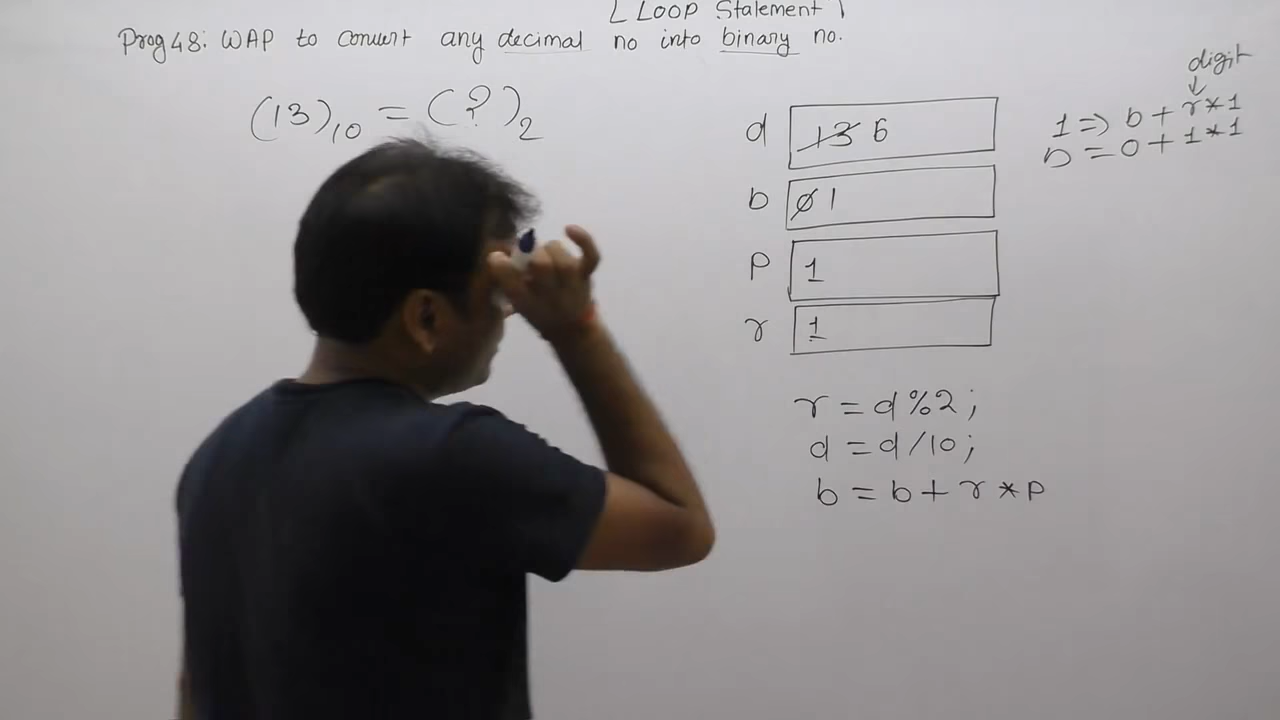 [ Loop Statement ]
Prog 48: WAP to convert any decimal no into binary no.
(13)10 = (?)2
digit
1 => b + r*1
b = 0 + 1*1
d 13 6
b 0 1
P 1
r 1
r = d%2;
d = d/10;
b = b + r * P